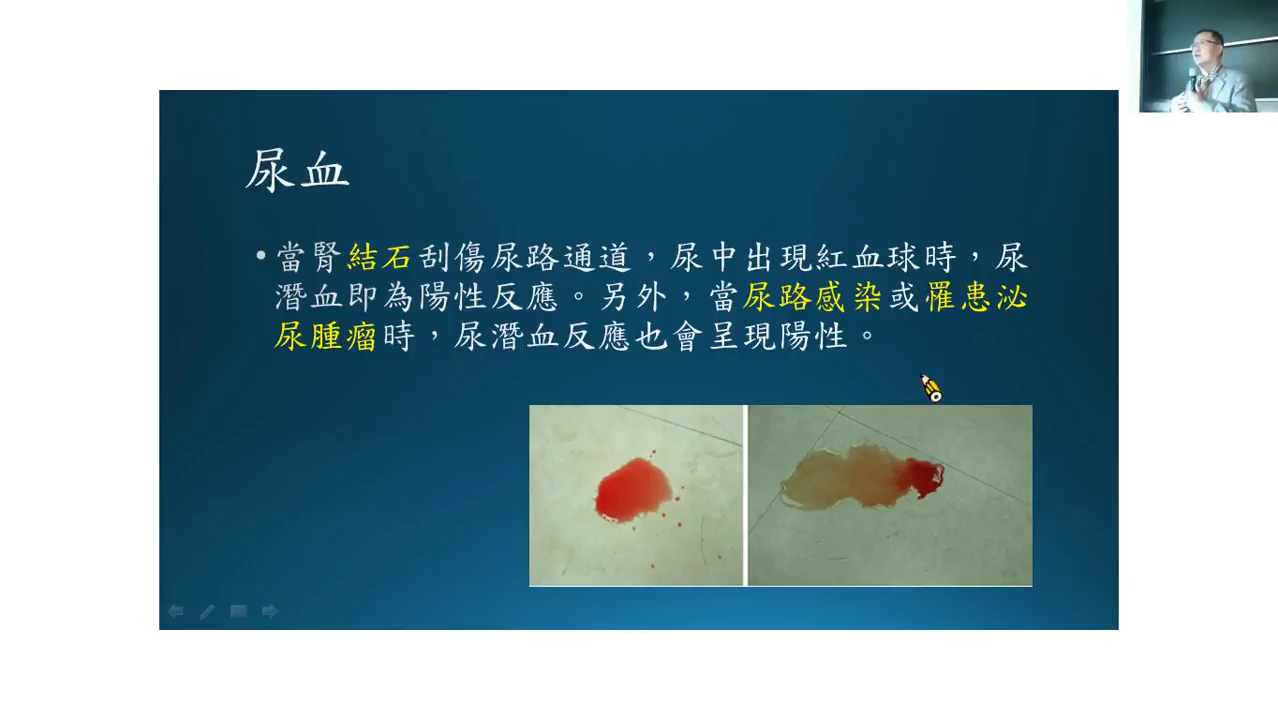 尿血
•當腎結石刮傷尿路通道，尿中出現紅血球時，尿
潛血即為陽性反應。另外，當尿路感染或罹患泌
尿腫瘤時，尿潛血反應也會呈現陽性。